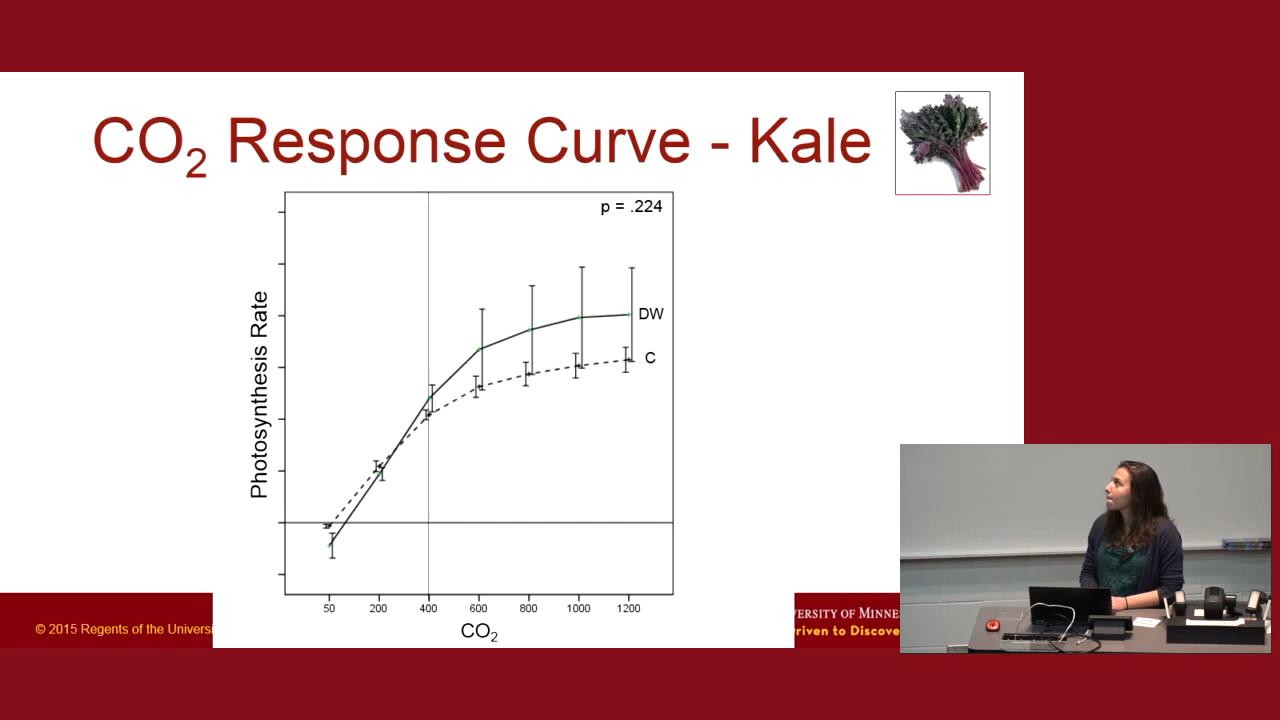 CO₂ Response Curve - Kale
p = .224
Photosynthesis Rate
DW
C
50 200 400 600 800 1000 1200
CO₂
© 2015 Regents of the Universi
VERSITY OF MINNE
riven to Discove